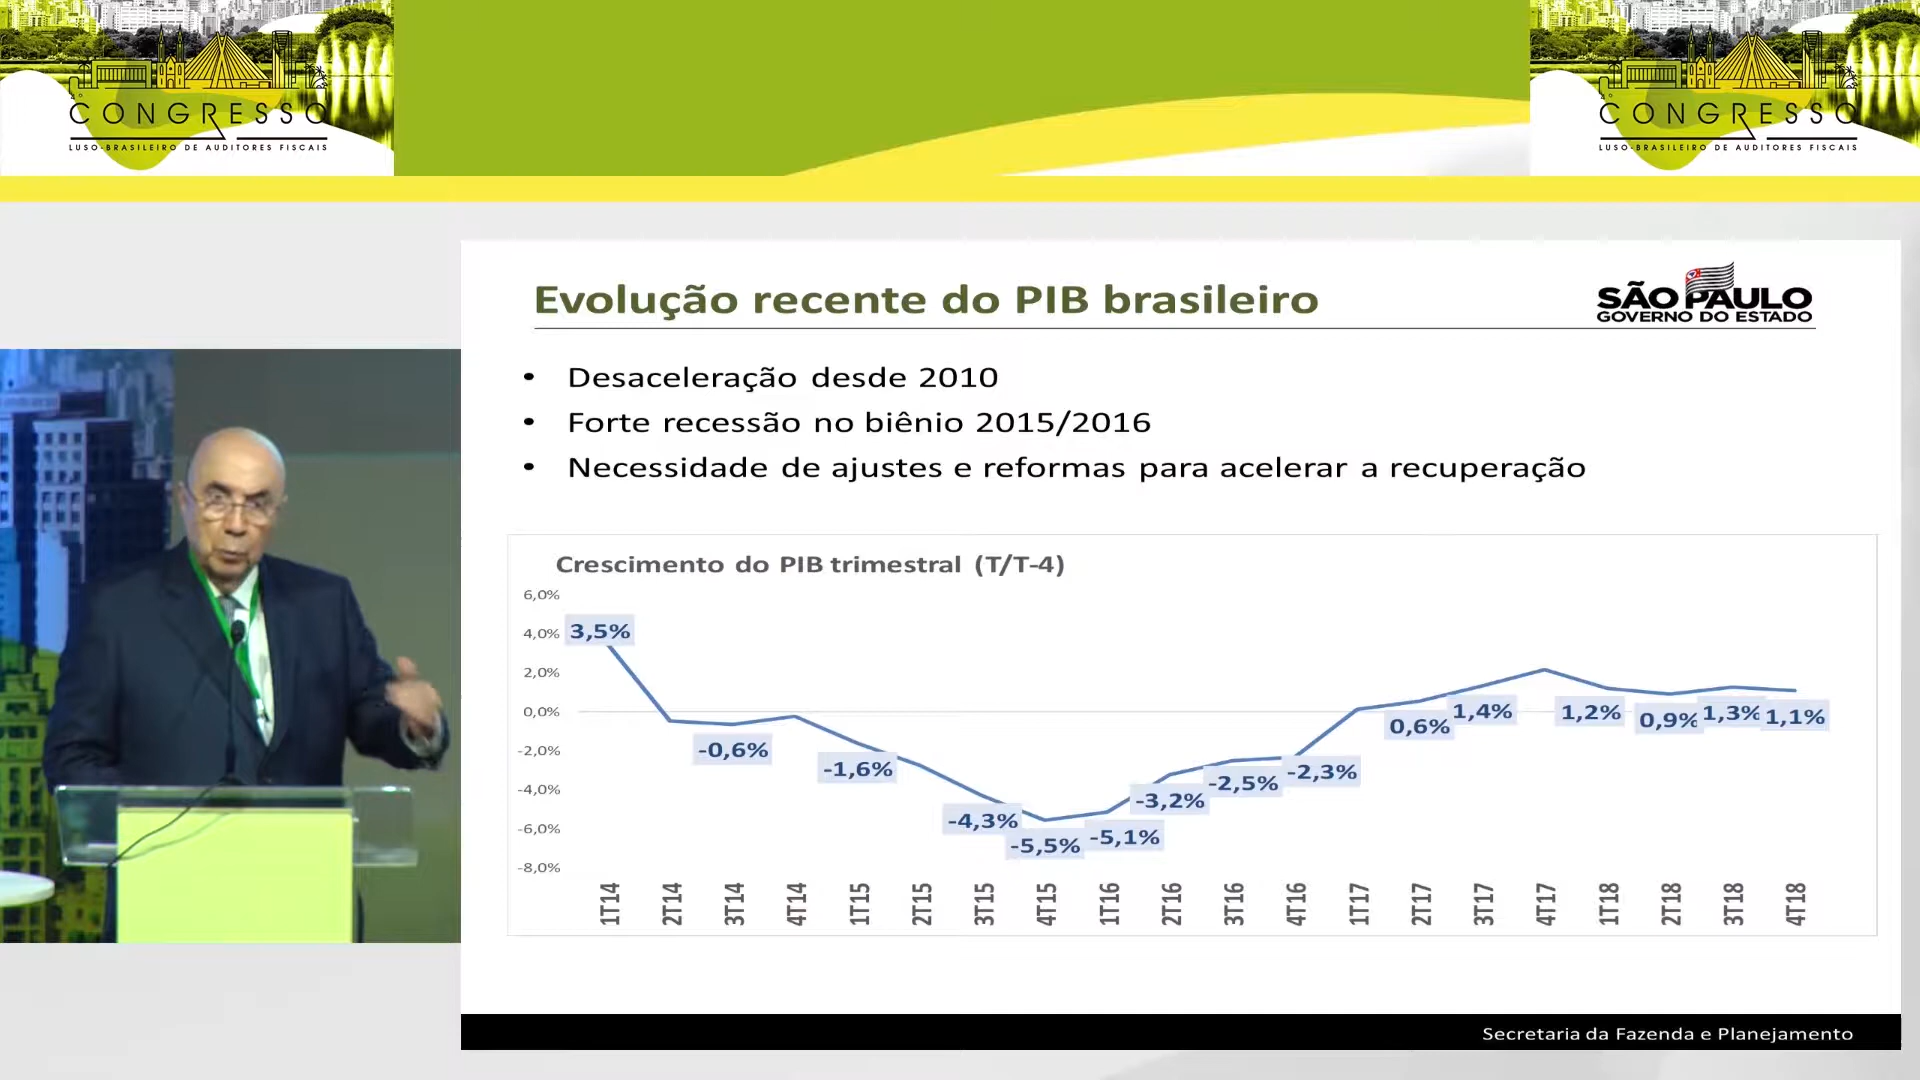 CONGRESSO
LUSO-BRASILEIRO DE AUDITORES FISCAIS
CONGRESSO
LUSO-BRASILEIRO DE AUDITORES FISCAIS
Evolução recente do PIB brasileiro
SÃO PAULO
GOVERNO DO ESTADO
• Desaceleração desde 2010
• Forte recessão no biênio 2015/2016
• Necessidade de ajustes e reformas para acelerar a recuperação
Crescimento do PIB trimestral (T/T-4)
6,0%
4,0%
2,0%
0,0%
-2,0%
-4,0%
-6,0%
-8,0%
3,5%
-0,6%
-1,6%
-4,3%
-5,5%
-5,1%
-3,2%
-2,5%
-2,3%
0,6%
1,4%
1,2%
0,9%
1,3%
1,1%
1T14 2T14 3T14 4T14 1T15 2T15 3T15 4T15 1T16 2T16 3T16 4T16 1T17 2T17 3T17 4T17 1T18 2T18 3T18 4T18
Secretaria da Fazenda e Planejamento